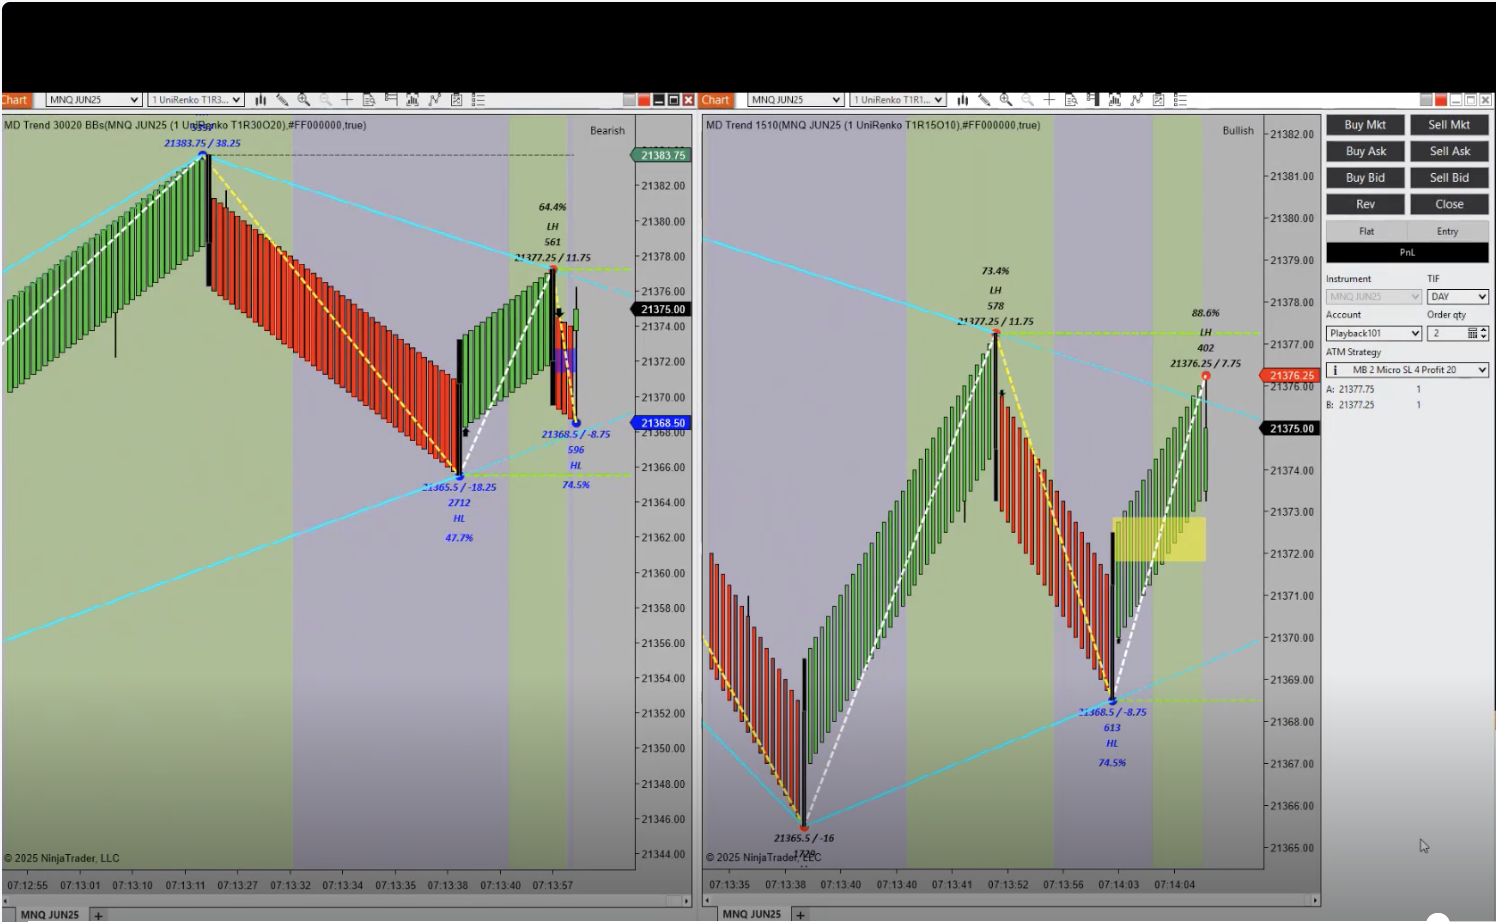 Chart
MNQ JUN25
1 UniRenko T1R3...
MD Trend 30020 BBs(MNQ JUN25 (1 UniRenko T1R30O20),#FF000000,true)
Bearish
21383.75 / 38.25
64.4%
LH
561
21377.25 / 11.75
21365.5 / -18.25
2712
HL
47.7%
21368.5 / -8.75
596
HL
74.5%
21383.75
21382.00
21380.00
21378.00
21376.00
21375.00
21374.00
21372.00
21370.00
21368.50
21368.00
21366.00
21364.00
21362.00
21360.00
21358.00
21356.00
21354.00
21352.00
21350.00
21348.00
21346.00
21344.00
© 2025 NinjaTrader, LLC
07:12:55 07:13:01 07:13:10 07:13:11 07:13:27 07:13:32 07:13:34 07:13:35 07:13:38 07:13:40 07:13:57
MNQ JUN25 +
Chart
MNQ JUN25
1 UniRenko T1R1...
MD Trend 1510(MNQ JUN25 (1 UniRenko T1R15O10),#FF000000,true)
Bullish
73.4%
LH
578
21377.25 / 11.75
88.6%
LH
402
21376.25 / 7.75
21368.5 / -8.75
613
HL
74.5%
21365.5 / -16
21382.00
21381.00
21380.00
21379.00
21378.00
21377.00
21376.25
21376.00
21375.00
21374.00
21373.00
21372.00
21371.00
21370.00
21369.00
21368.00
21367.00
21366.00
21365.00
© 2025 NinjaTrader, LLC
07:13:35 07:13:38 07:13:40 07:13:40 07:13:41 07:13:52 07:13:56 07:14:03 07:14:04
MNQ JUN25 +
Buy Mkt Sell Mkt
Buy Ask Sell Ask
Buy Bid Sell Bid
Rev Close
Flat Entry
PnL
Instrument TIF
MNQ JUN25 DAY
Account Order qty
Playback101 2
ATM Strategy
MB 2 Micro SL 4 Profit 20
A: 21377.75 1
B: 21377.25 1